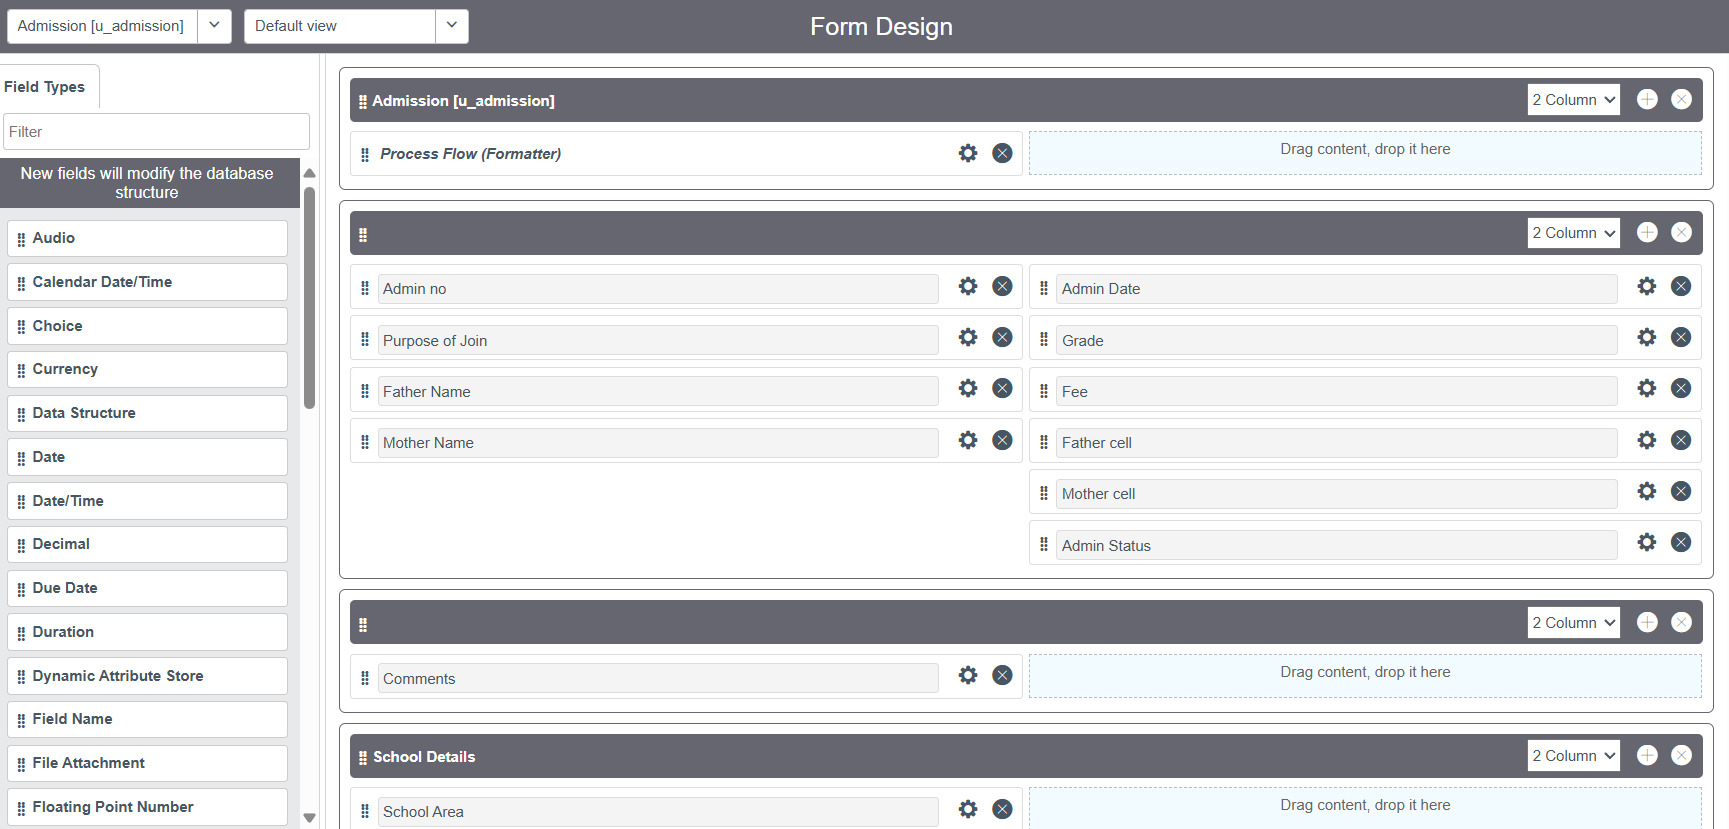 Admission [u_admission]
Default view
Form Design
Field Types
Filter
New fields will modify the database
structure
Audio
Calendar Date/Time
Choice
Currency
Data Structure
Date
Date/Time
Decimal
Due Date
Duration
Dynamic Attribute Store
Field Name
File Attachment
Floating Point Number
Admission [u_admission]
2 Column
Process Flow (Formatter)
Drag content, drop it here
2 Column
Admin no
Admin Date
Purpose of Join
Grade
Father Name
Fee
Mother Name
Father cell
Mother cell
Admin Status
2 Column
Comments
Drag content, drop it here
School Details
2 Column
School Area
Drag content, drop it here